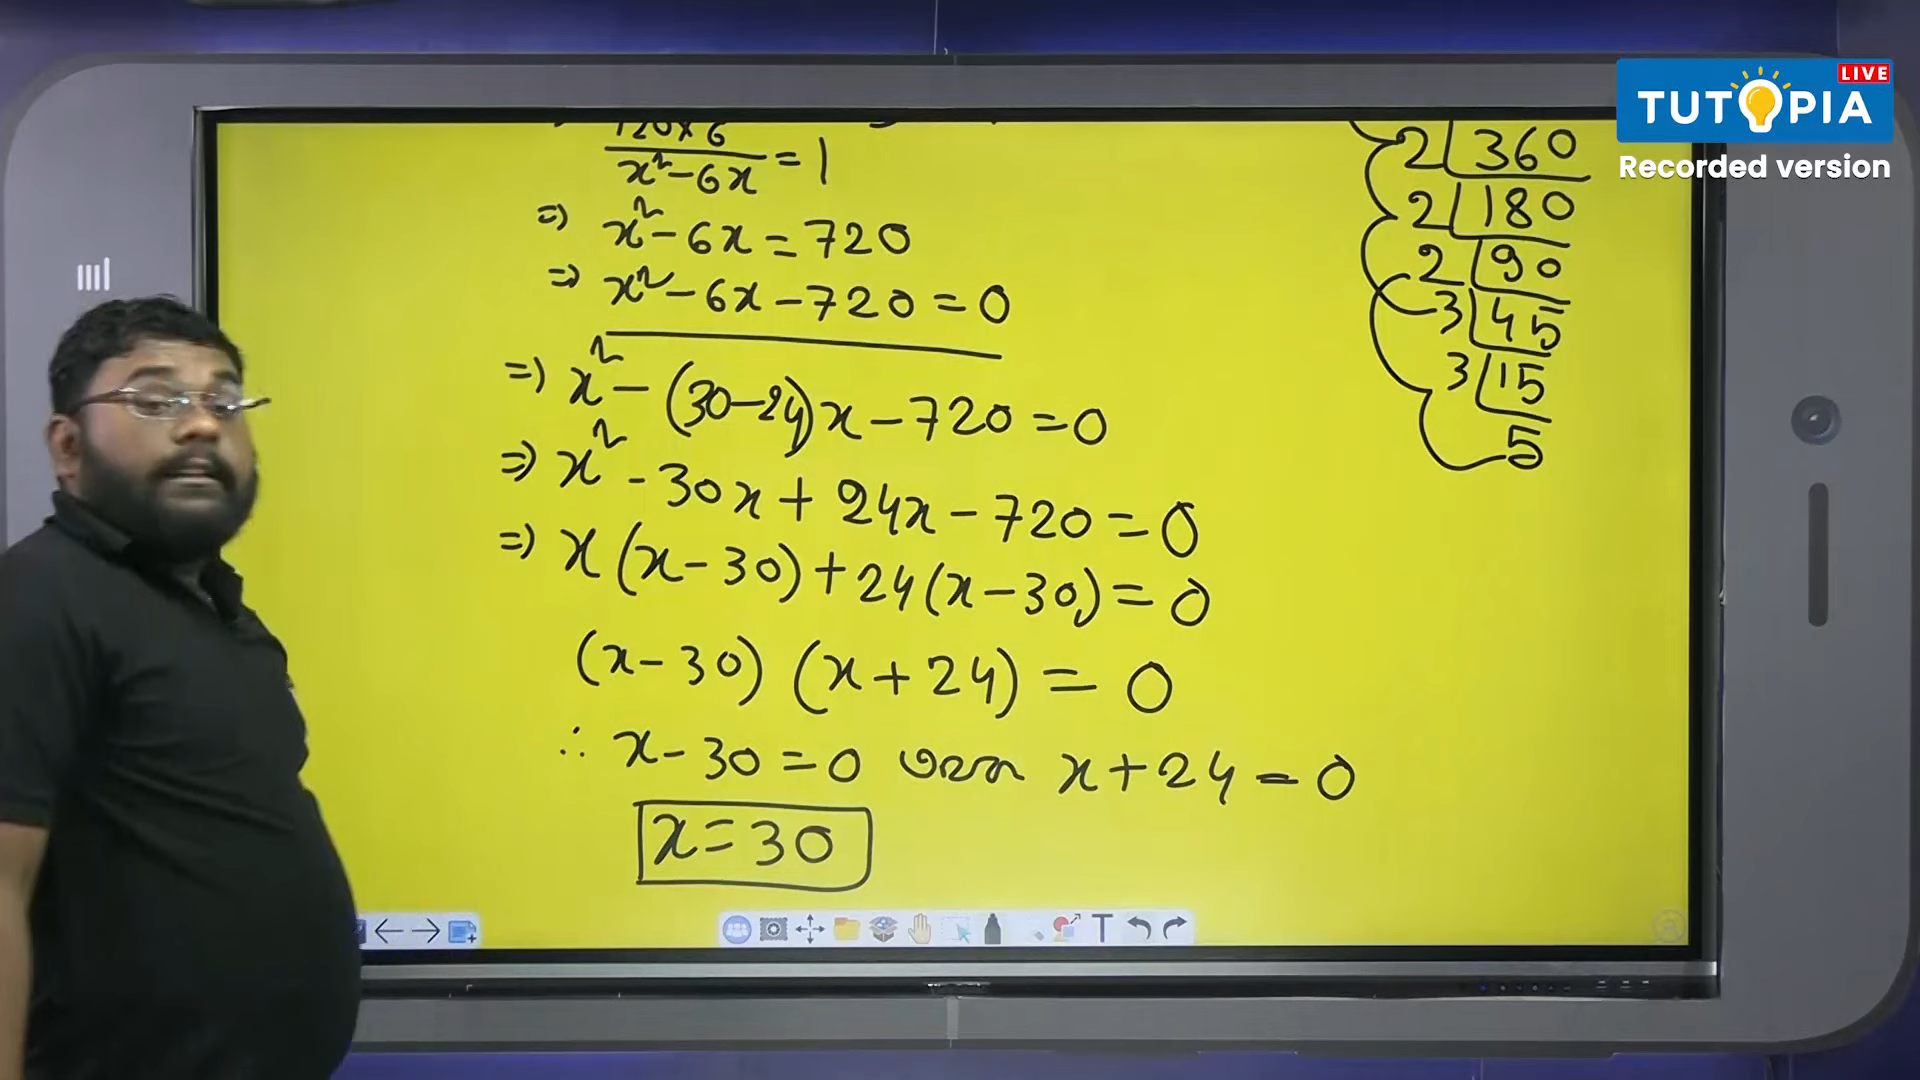 LIVE
TUTOPIA
Recorded version
120×6 / x²-6x = 1
⇒ x²-6x=720
⇒ x²-6x-720=0
⇒ x²-(30-24)x-720=0
⇒ x²-30x+24x-720=0
⇒ x(x-30)+24(x-30)=0
(x-30)(x+24)=0
∴ x-30=0 অথবা x+24=0
x=30
2 360
2 180
2 90
3 45
3 15
5
T